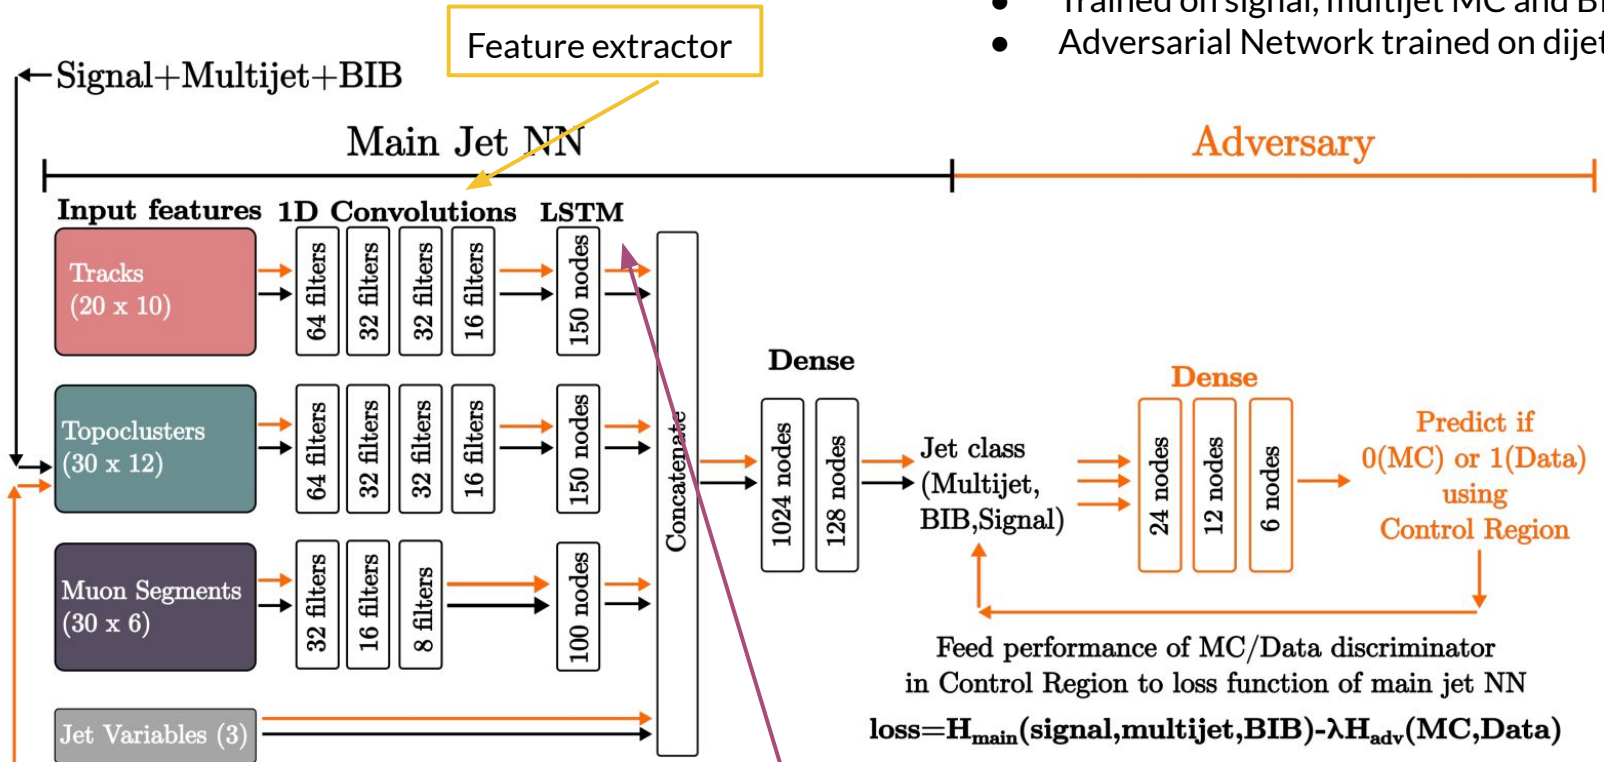 ● Trained on signal, multijet MC and
● Adversarial Network trained on dijet
Feature extractor
Signal+Multijet+BIB
Main Jet NN
Adversary
Input features
1D Convolutions
LSTM
Tracks
(20 x 10)
64 filters
32 filters
32 filters
16 filters
150 nodes
Topoclusters
(30 x 12)
64 filters
32 filters
32 filters
16 filters
150 nodes
Muon Segments
(30 x 6)
32 filters
16 filters
8 filters
100 nodes
Jet Variables (3)
Concatenate
Dense
1024 nodes
128 nodes
Jet class
(Multijet,
BIB,Signal)
Dense
24 nodes
12 nodes
6 nodes
Predict if
0(MC) or 1(Data)
using
Control Region
Feed performance of MC/Data discriminator
in Control Region to loss function of main jet NN
loss=H_main(signal,multijet,BIB)-λH_adv(MC,Data)